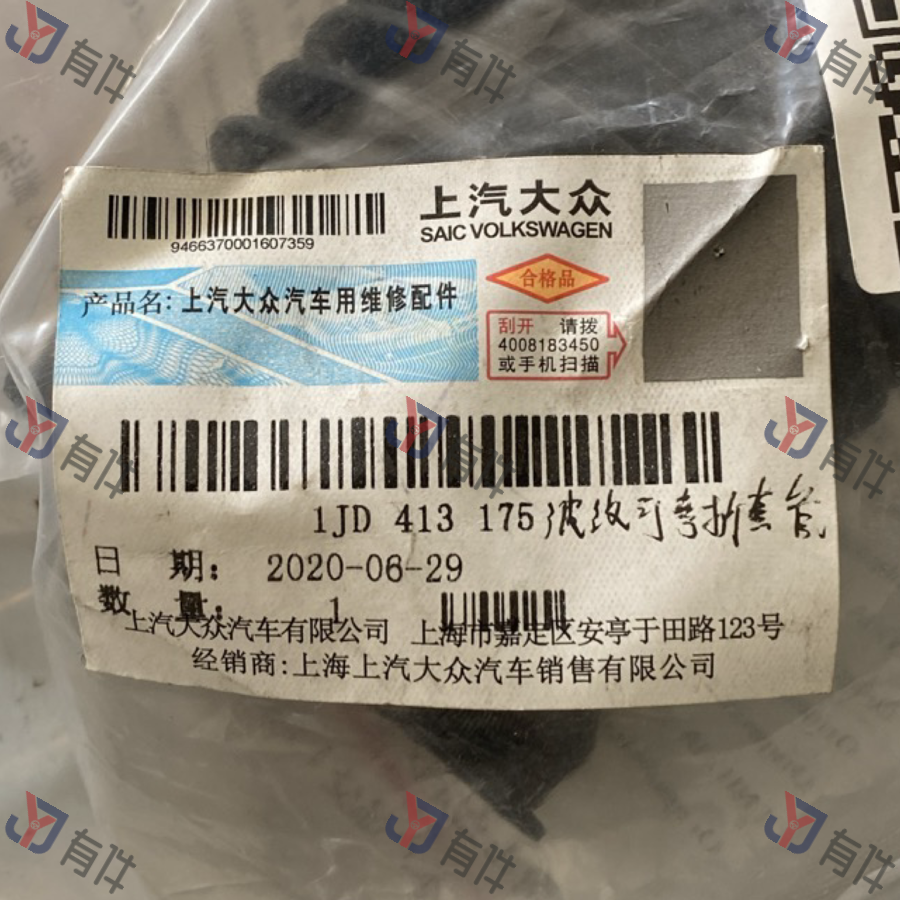 上汽大众
SAIC VOLKSWAGEN
9466370001607359
合格品
产品名: 上汽大众汽车用维修配件
刮开 请拨
4008183450
或手机扫描
1JD 413 175 波纹可弯折套管
日 期: 2020-06-29
数 量: 1
上汽大众汽车有限公司 上海市嘉定区安亭于田路123号
经销商:上海上汽大众汽车销售有限公司
有件
有件
有件
有件
有件
有件
有件
有件
有件